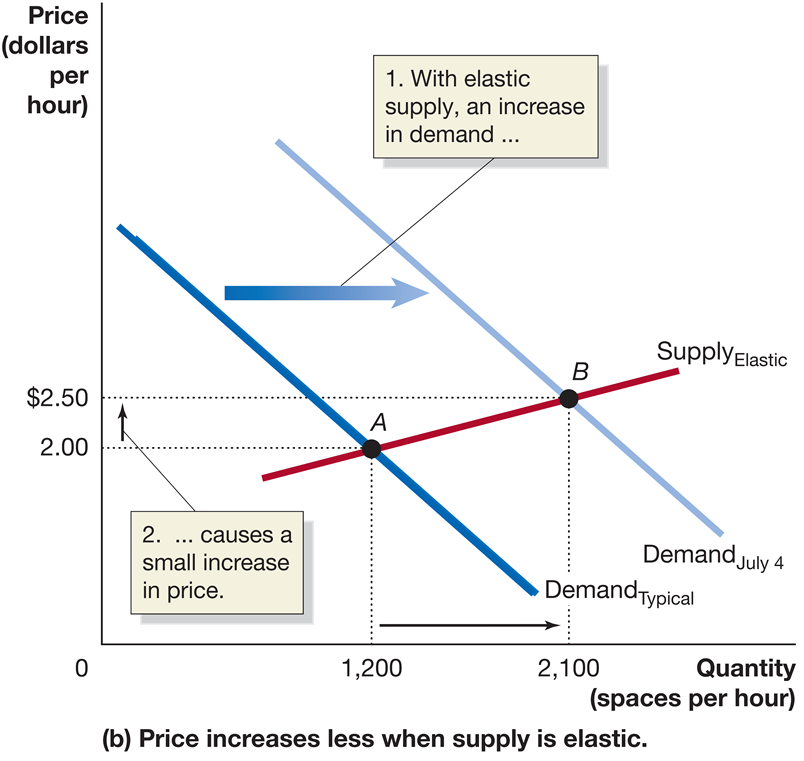 Price
(dollars
per
hour)
1. With elastic
supply, an increase
in demand ...
B
Supply Elastic
$2.50
A
2.00
2. ... causes a
small increase
in price.
Demand July 4
Demand Typical
0
1,200
2,100
Quantity
(spaces per hour)
(b) Price increases less when supply is elastic.